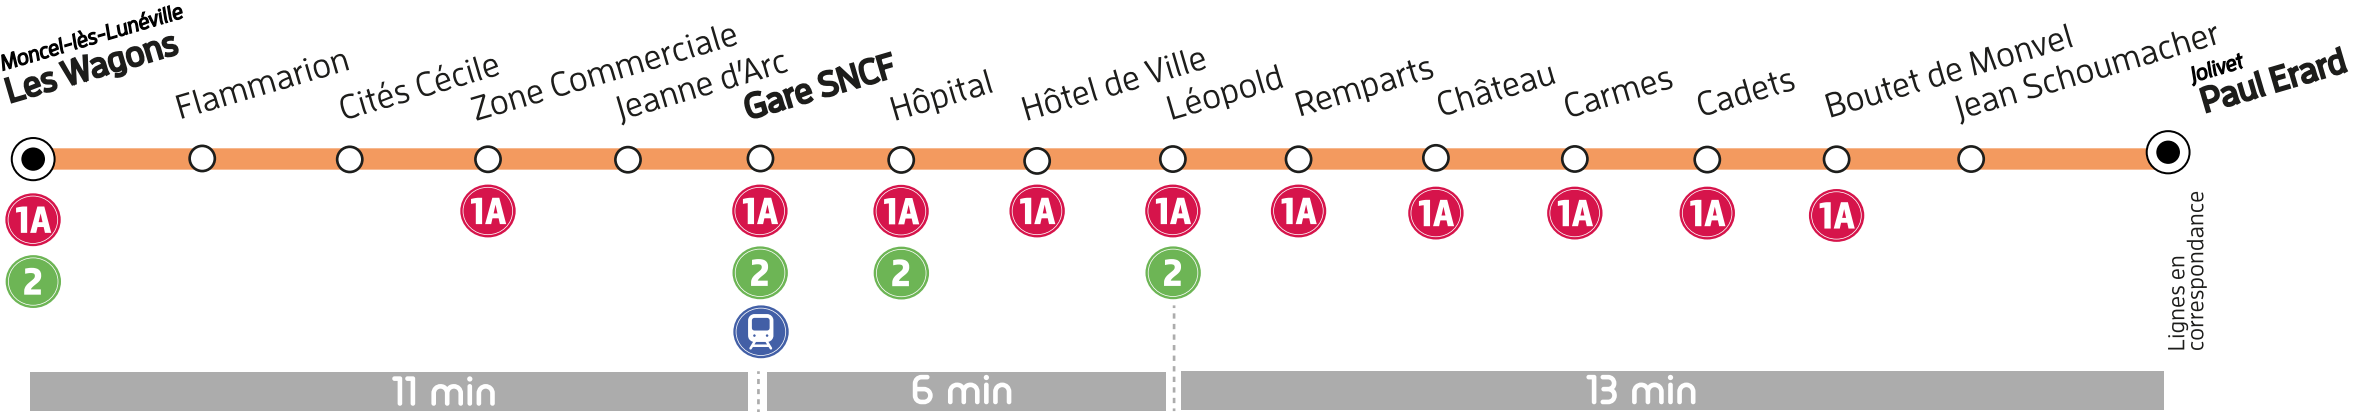 Moncel-lès-Lunéville
Les Wagons
Flammarion
Cités Cécile
Zone Commerciale
Jeanne d'Arc
Gare SNCF
Hôpital
Hôtel de Ville
Léopold
Remparts
Château
Carmes
Cadets
Boutet de Monvel
Jean Schoumacher
Jolivet
Paul Erard
1A
1A
1A
1A
1A
1A
1A
1A
1A
1A
1A
2
2
2
2
Lignes en
correspondance
11 min
6 min
13 min